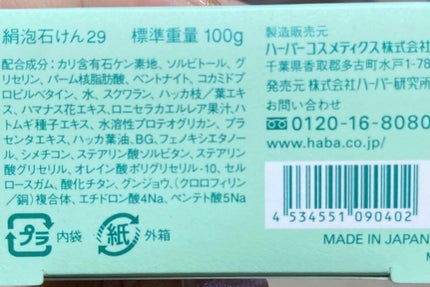 絹泡石けん29 標準重量 100g
配合成分：カリ含有石ケン素地、ソルビトール、グ
リセリン、パーム核脂肪酸、ベントナイト、コカミドプ
ロピルベタイン、水、スクワラン、ハッカ枝／葉エキ
ス、ハマナス花エキス、ロニセラカエルレア果汁、ハ
トムギ種子エキス、水溶性プロテオグリカン、プラ
センタエキス、ハッカ葉油、BG、フェノキシエタノー
ル、シメチコン、ステアリン酸ソルビタン、ステアリン
酸グリセリル、オレイン酸ポリグリセリル-10、セル
ロースガム、酸化チタン、グンジョウ、（クロロフィリン
／銅）複合体、エチドロン酸4Na、ペンテト酸5Na
プラ 内袋 紙 外箱
製造販売元
ハーバーコスメティクス株式会
千葉県香取郡多古町水戸1
発売元 株式会社ハーバー研究所
お問い合わせ
0120-16-8080
www.haba.co.jp/
4 534551 090402
MADE IN JAPAN